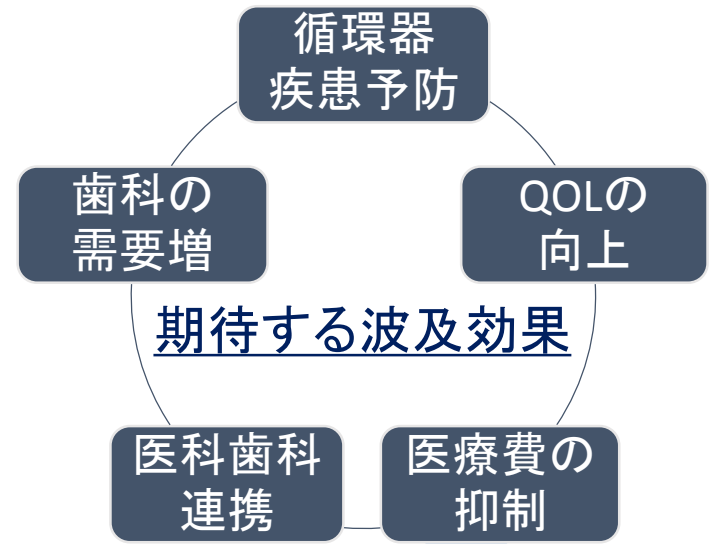 循環器
疾患予防
歯科の
需要増
QOLの
向上
期待する波及効果
医科歯科
連携
医療費の
抑制